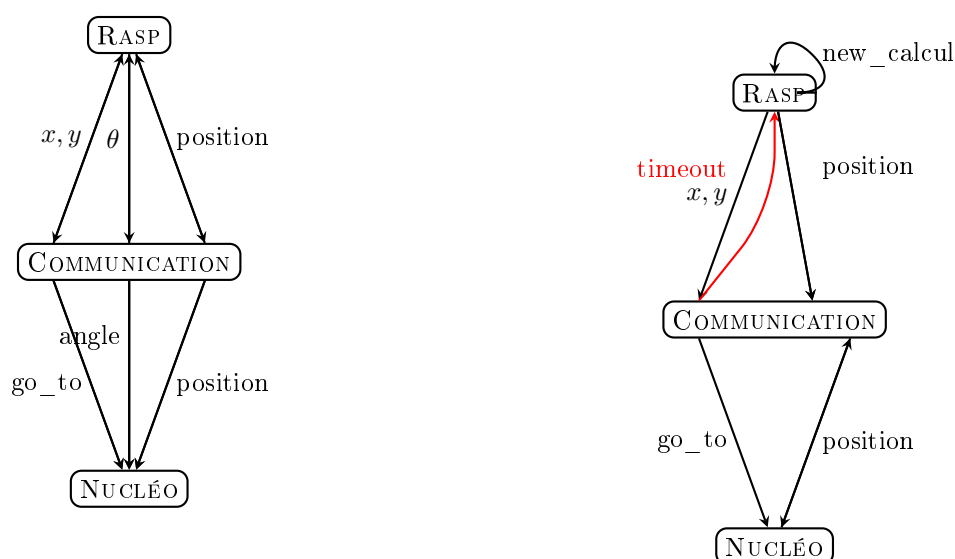 RASP
x, y
θ
position
COMMUNICATION
angle
go_to
position
NUCLÉO
new_calcul
RASP
timeout
x, y
position
COMMUNICATION
go_to
position
NUCLÉO